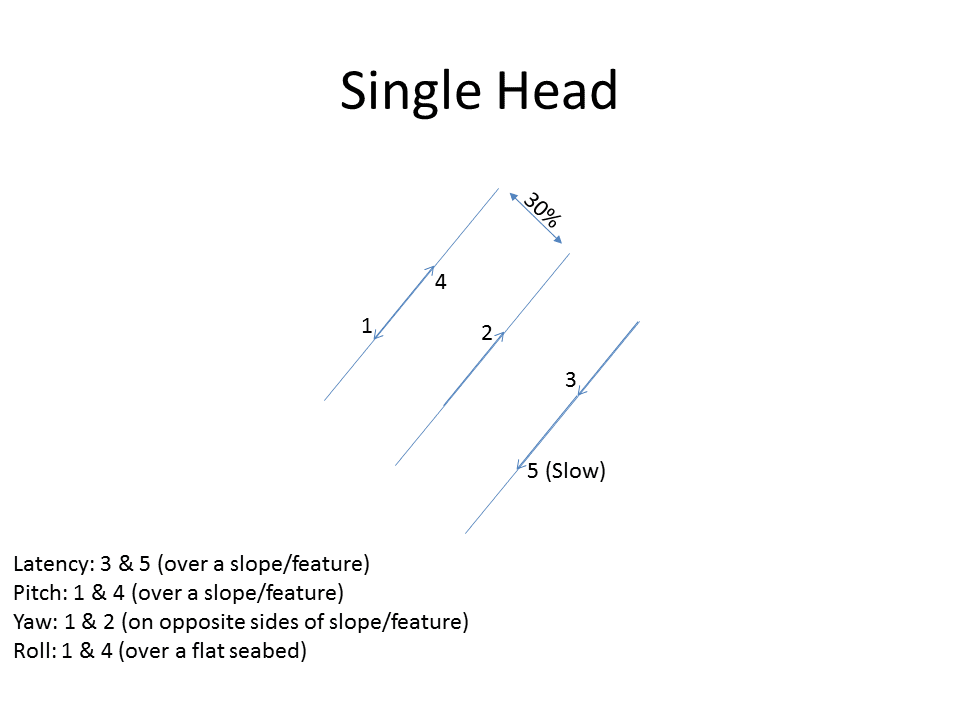 Single Head
30%
4
1
2
3
5 (Slow)
Latency: 3 & 5 (over a slope/feature)
Pitch: 1 & 4 (over a slope/feature)
Yaw: 1 & 2 (on opposite sides of slope/feature)
Roll: 1 & 4 (over a flat seabed)